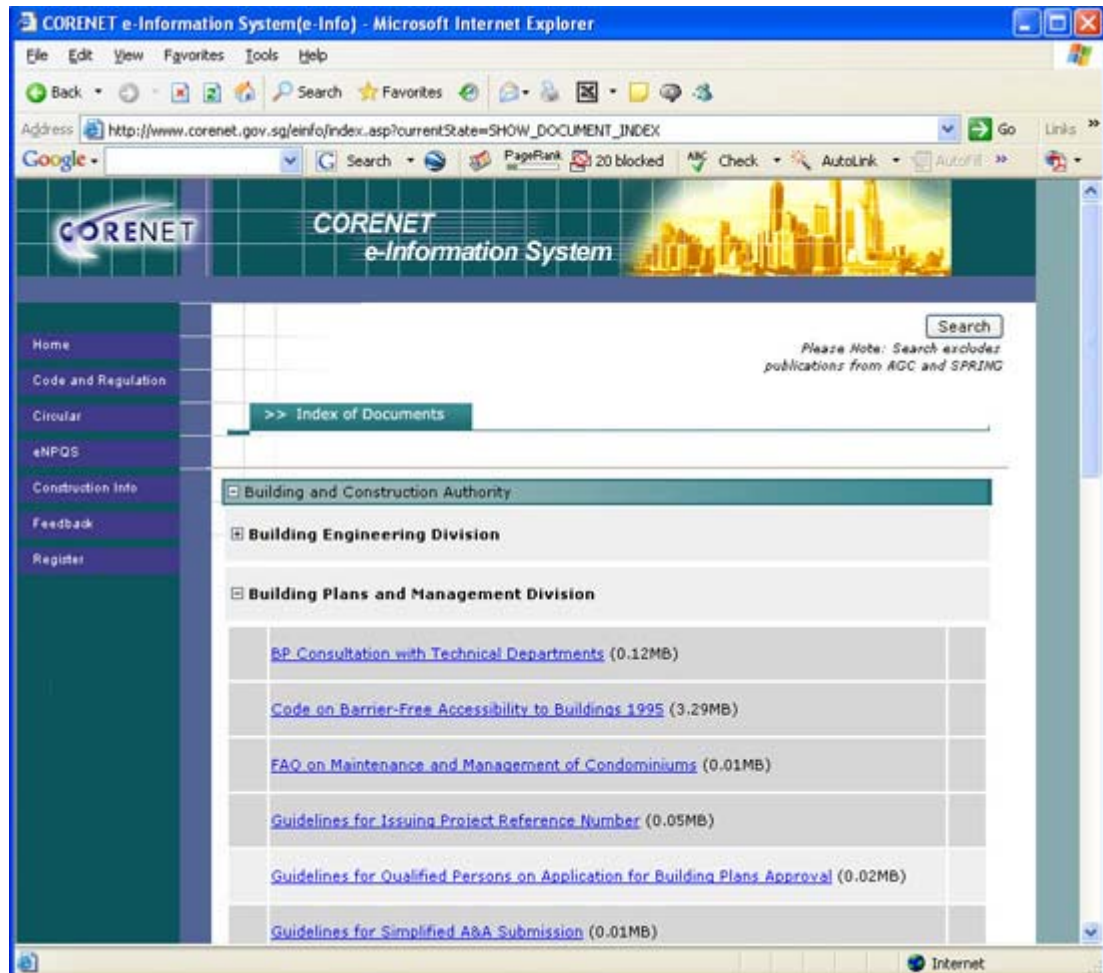 CORENET e-Information System(e-Info) - Microsoft Internet Explorer
File Edit View Favorites Tools Help
Back Search Favorites
Address http://www.corenet.gov.sg/einfo/index.asp?currentState=SHOW_DOCUMENT_INDEX Go Links »
Google Search PageRank 20 blocked ABC Check AutoLink AutoFill »
CORENET
CORENET
e-Information System
Search
Please Note: Search excludes
publications from AGC and SPRING
Home
Code and Regulation
Circular
eNPQS
Construction Info
Feedback
Register
>> Index of Documents
Building and Construction Authority
Building Engineering Division
Building Plans and Management Division
BP Consultation with Technical Departments (0.12MB)
Code on Barrier-Free Accessibility to Buildings 1995 (3.29MB)
FAQ on Maintenance and Management of Condominiums (0.01MB)
Guidelines for Issuing Project Reference Number (0.05MB)
Guidelines for Qualified Persons on Application for Building Plans Approval (0.02MB)
Guidelines for Simplified A&A Submission (0.01MB)
Internet